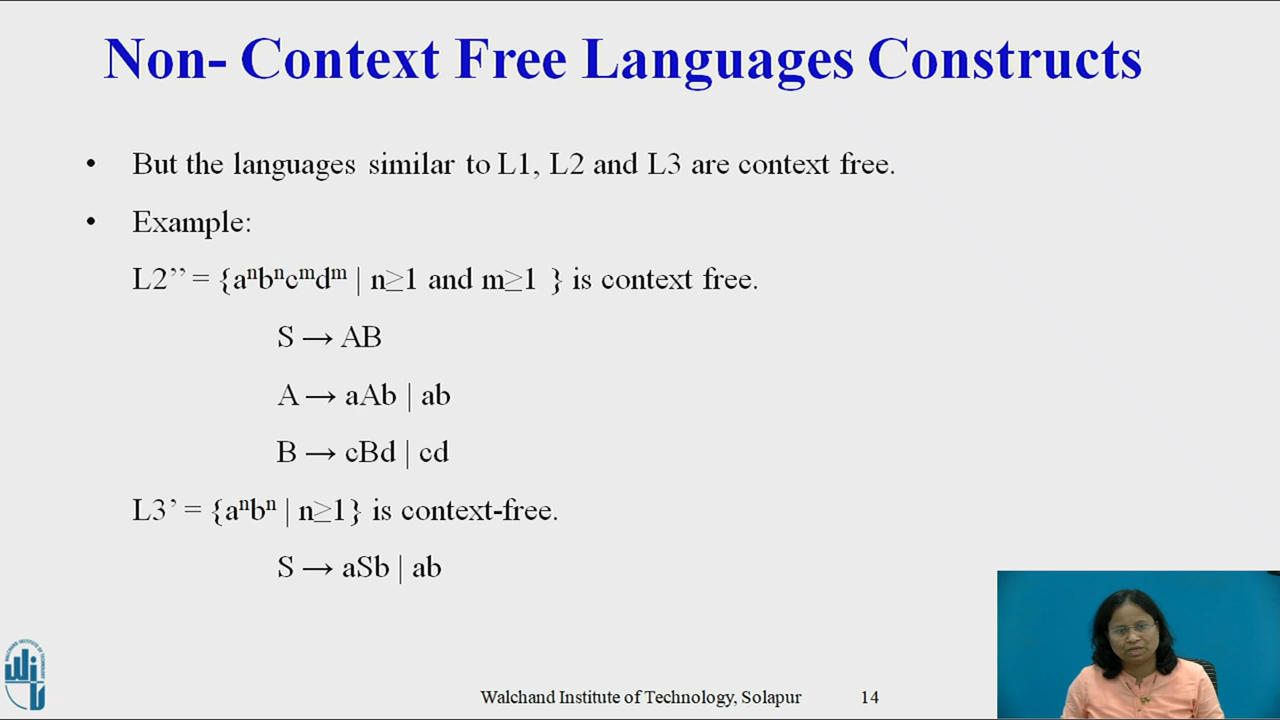 Non- Context Free Languages Constructs
• But the languages similar to L1, L2 and L3 are context free.
• Example:
L2’’ = {aⁿbⁿcᵐdᵐ | n≥1 and m≥1 } is context free.
S → AB
A → aAb | ab
B → cBd | cd
L3’ = {aⁿbⁿ | n≥1} is context-free.
S → aSb | ab
Walchand Institute of Technology, Solapur 14